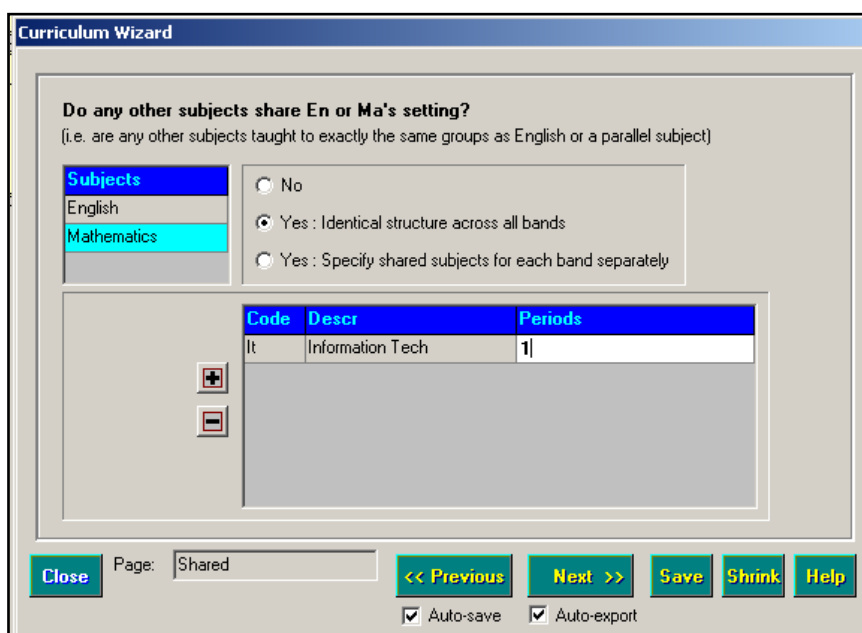 Curriculum Wizard
Do any other subjects share En or Ma's setting?
(i.e. are any other subjects taught to exactly the same groups as English or a parallel subject)
Subjects
English
Mathematics
No
Yes : Identical structure across all bands
Yes : Specify shared subjects for each band separately
Code Descr Periods
It Information Tech 1
Close Page: Shared << Previous Next >> Save Shrink Help
Auto-save Auto-export